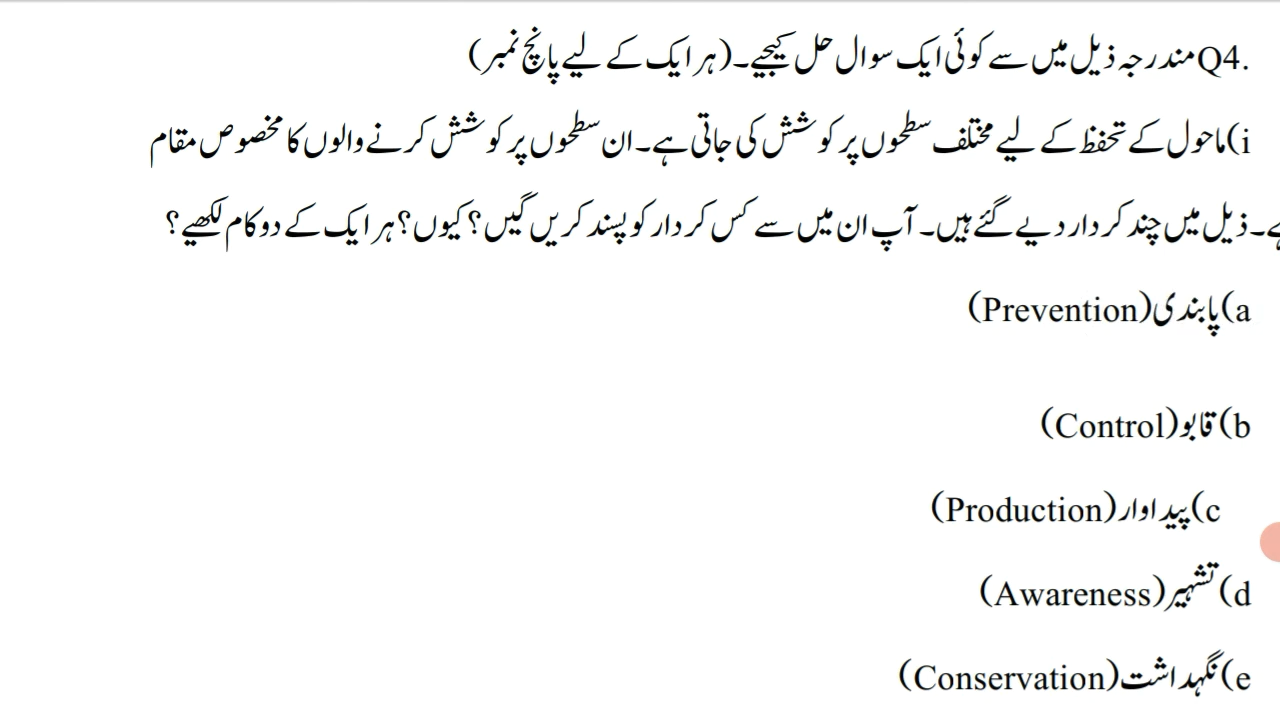 Q4. مندرجہ ذیل میں سے کوئی ایک سوال حل کیجیے۔ (ہر ایک کے لیے پانچ نمبر)
i) ماحول کے تحفظ کے لیے مختلف سطحوں پر کوشش کی جاتی ہے۔ ان سطحوں پر کوشش کرنے والوں کا مخصوص مقام
ہے۔ ذیل میں چند کردار دیے گئے ہیں۔ آپ ان میں سے کس کردار کو پسند کریں گیں؟ کیوں؟ ہر ایک کے دو کام لکھیے؟
a) پابندی (Prevention)
b) قابو (Control)
c) پیداوار (Production)
d) تشہیر (Awareness)
e) نگہداشت (Conservation)